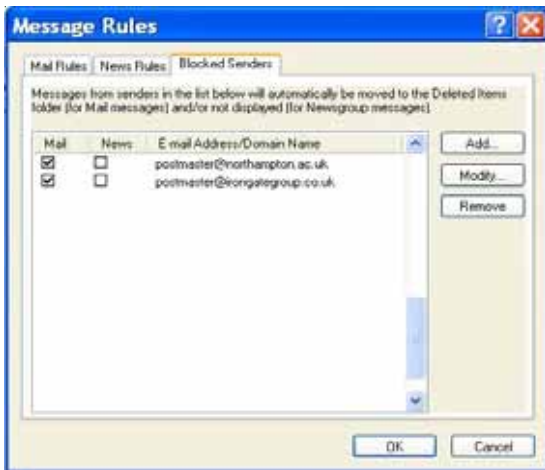 Message Rules
Mail Rules News Rules Blocked Senders
Messages from senders in the list below will automatically be moved to the Deleted Items
folder (for Mail messages) and/or not displayed (for Newsgroup messages).
Mail News E-mail Address/Domain Name
postmaster@northampton.ac.uk
postmaster@irongategroup.co.uk
Add...
Modify...
Remove
OK Cancel